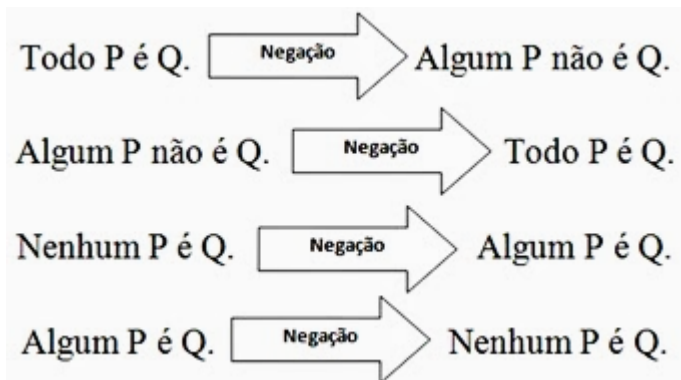 Todo P é Q. Negação Algum P não é Q.
Algum P não é Q. Negação Todo P é Q.
Nenhum P é Q. Negação Algum P é Q.
Algum P é Q. Negação Nenhum P é Q.